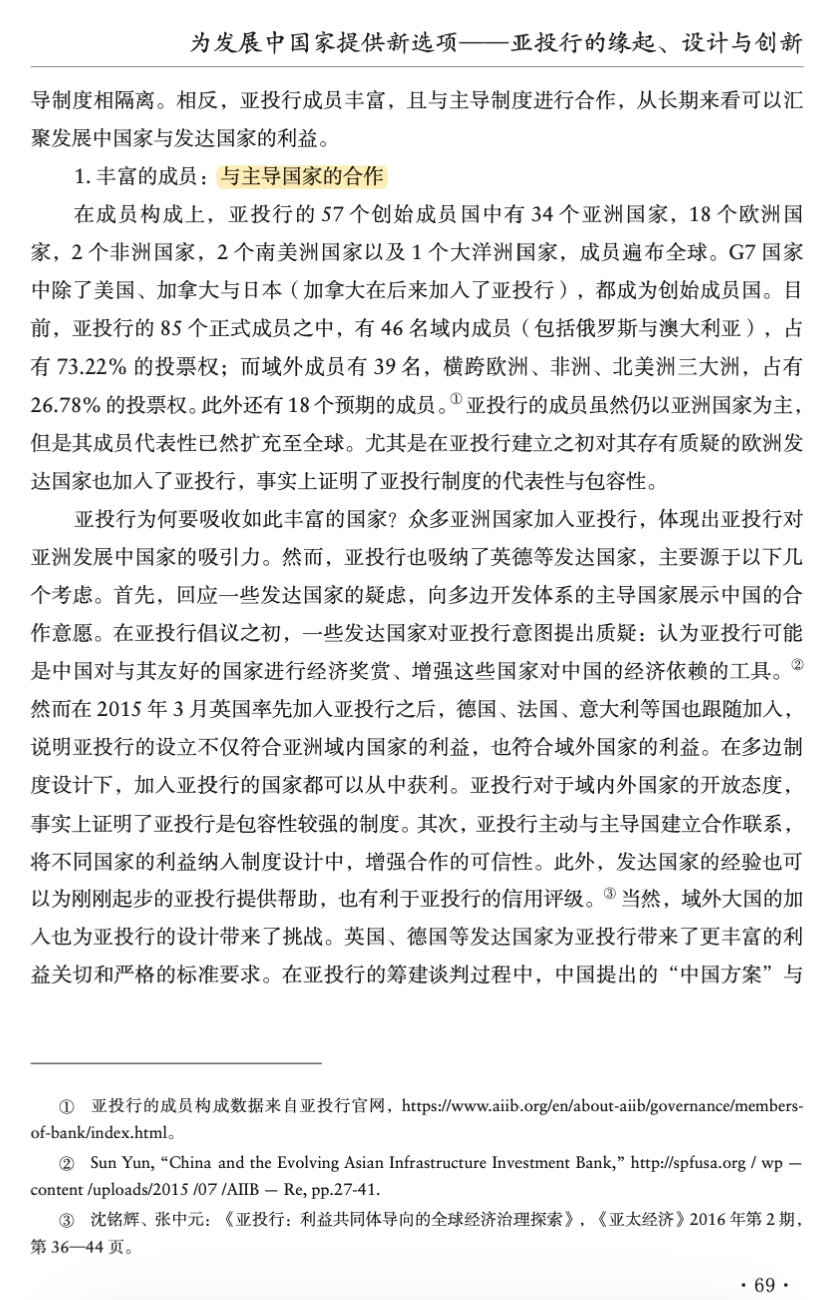 为发展中国家提供新选项——亚投行的缘起、设计与创新
导制度相隔离。相反，亚投行成员丰富，且与主导制度进行合作，从长期来看可以汇
聚发展中国家与发达国家的利益。
1. 丰富的成员：与主导国家的合作
在成员构成上，亚投行的 57 个创始成员国中有 34 个亚洲国家，18 个欧洲国
家，2 个非洲国家，2 个南美洲国家以及 1 个大洋洲国家，成员遍布全球。G7 国家
中除了美国、加拿大与日本（加拿大在后来加入了亚投行），都成为创始成员国。目
前，亚投行的 85 个正式成员之中，有 46 名域内成员（包括俄罗斯与澳大利亚），占
有 73.22% 的投票权；而域外成员有 39 名，横跨欧洲、非洲、北美洲三大洲，占有
26.78% 的投票权。此外还有 18 个预期的成员。①亚投行的成员虽然仍以亚洲国家为主，
但是其成员代表性已然扩充至全球。尤其是在亚投行建立之初对其存有质疑的欧洲发
达国家也加入了亚投行，事实上证明了亚投行制度的代表性与包容性。
亚投行为何要吸收如此丰富的国家？众多亚洲国家加入亚投行，体现出亚投行对
亚洲发展中国家的吸引力。然而，亚投行也吸纳了英德等发达国家，主要源于以下几
个考虑。首先，回应一些发达国家的疑虑，向多边开发体系的主导国家展示中国的合
作意愿。在亚投行倡议之初，一些发达国家对亚投行意图提出质疑：认为亚投行可能
是中国对与其友好的国家进行经济奖赏、增强这些国家对中国的经济依赖的工具。②
然而在 2015 年 3 月英国率先加入亚投行之后，德国、法国、意大利等国也跟随加入，
说明亚投行的设立不仅符合亚洲域内国家的利益，也符合域外国家的利益。在多边制
度设计下，加入亚投行的国家都可以从中获利。亚投行对于域内外国家的开放态度，
事实上证明了亚投行是包容性较强的制度。其次，亚投行主动与主导国建立合作联系，
将不同国家的利益纳入制度设计中，增强合作的可信性。此外，发达国家的经验也可
以为刚刚起步的亚投行提供帮助，也有利于亚投行的信用评级。③当然，域外大国的加
入也为亚投行的设计带来了挑战。英国、德国等发达国家为亚投行带来了更丰富的利
益关切和严格的标准要求。在亚投行的筹建谈判过程中，中国提出的“中国方案”与
① 亚投行的成员构成数据来自亚投行官网，https://www.aiib.org/en/about-aiib/governance/members-
of-bank/index.html。
② Sun Yun, “China and the Evolving Asian Infrastructure Investment Bank,” http://spfusa.org / wp —
content /uploads/2015 /07 /AIIB — Re, pp.27-41.
③ 沈铭辉、张中元：《亚投行：利益共同体导向的全球经济治理探索》，《亚太经济》2016 年第 2 期，
第 36—44 页。
· 69 ·